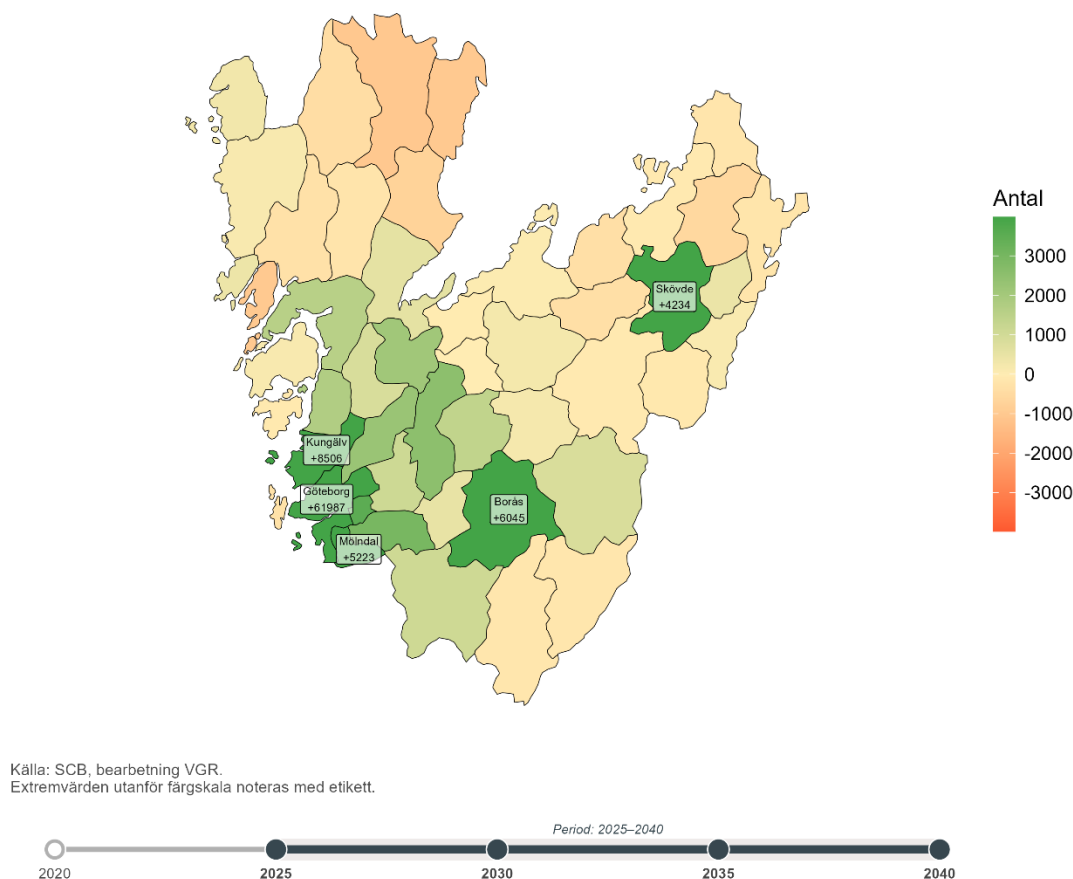 Antal
3000
2000
1000
0
-1000
-2000
-3000
Skövde
+4234
Kungälv
+8506
Göteborg
+61987
Borås
+6045
Mölndal
+5223
Källa: SCB, bearbetning VGR.
Extremvärden utanför färgskala noteras med etikett.
Period: 2025–2040
2020
2025
2030
2035
2040